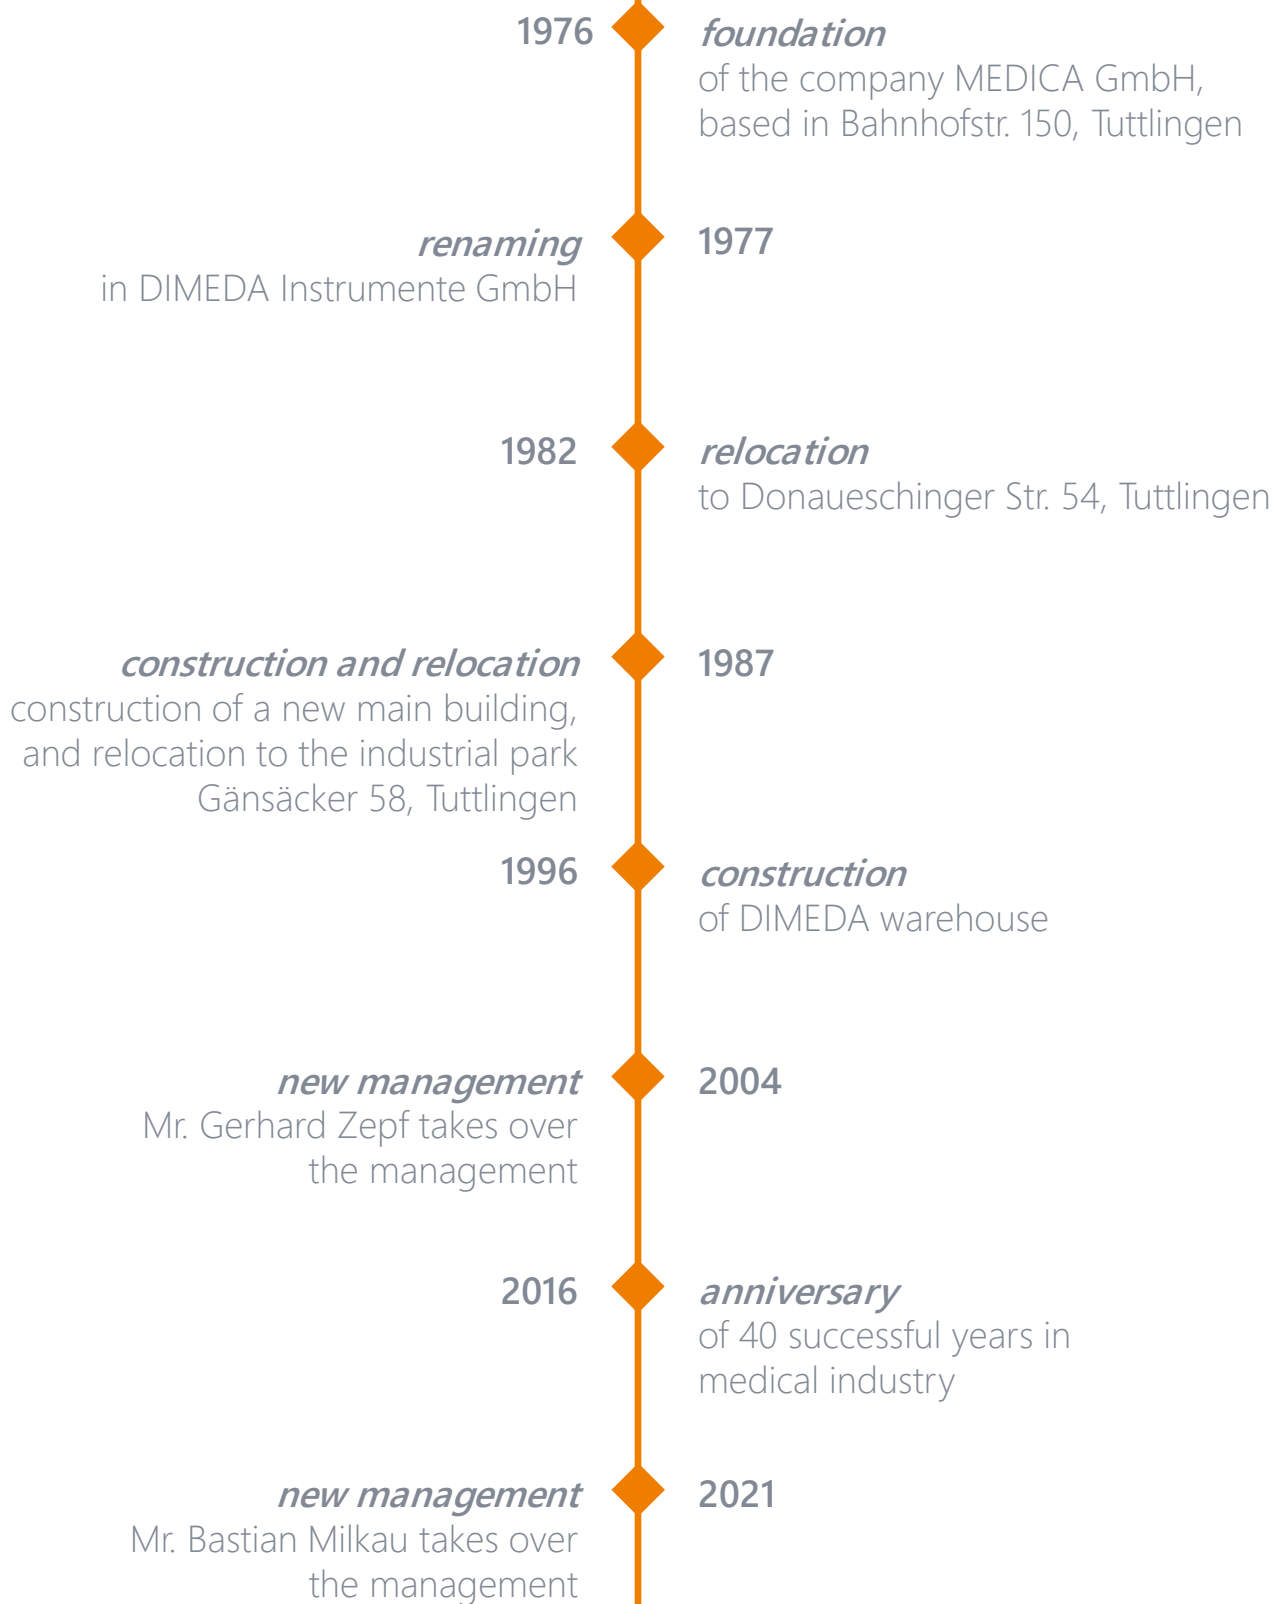 1976
foundation
of the company MEDICA GmbH,
based in Bahnhofstr. 150, Tuttlingen
renaming
in DIMEDA Instrumente GmbH
1977
1982
relocation
to Donaueschinger Str. 54, Tuttlingen
construction and relocation
construction of a new main building,
and relocation to the industrial park
Gänsäcker 58, Tuttlingen
1987
1996
construction
of DIMEDA warehouse
new management
Mr. Gerhard Zepf takes over
the management
2004
2016
anniversary
of 40 successful years in
medical industry
new management
Mr. Bastian Milkau takes over
the management
2021